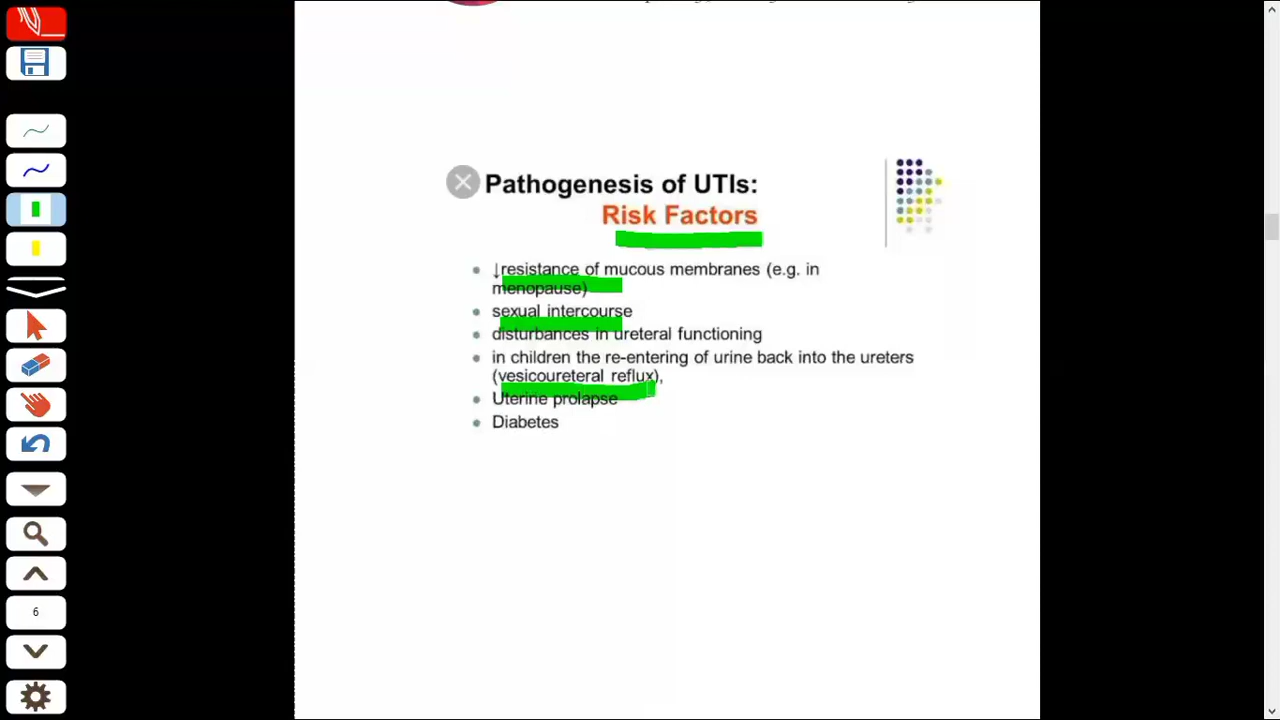 Pathogenesis of UTIs:
Risk Factors
• ↓resistance of mucous membranes (e.g. in
menopause)
• sexual intercourse
• disturbances in ureteral functioning
• in children the re-entering of urine back into the ureters
(vesicoureteral reflux),
• Uterine prolapse
• Diabetes
6